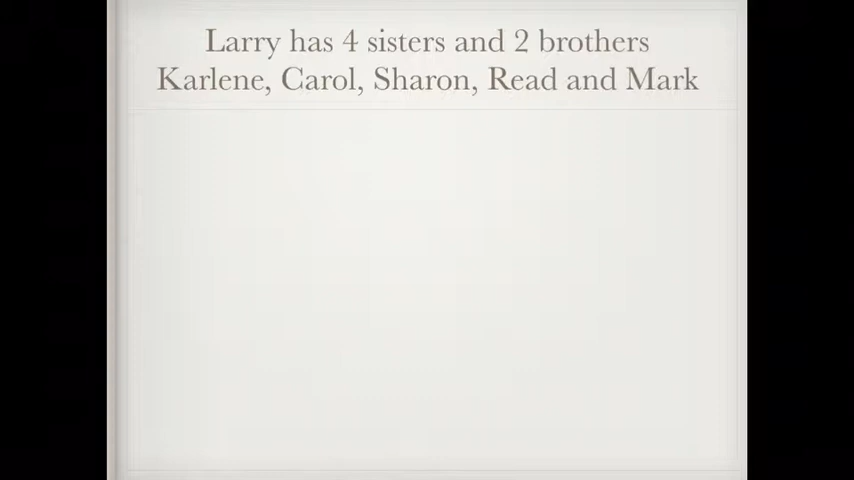 Larry has 4 sisters and 2 brothers
Karlene, Carol, Sharon, Read and Mark